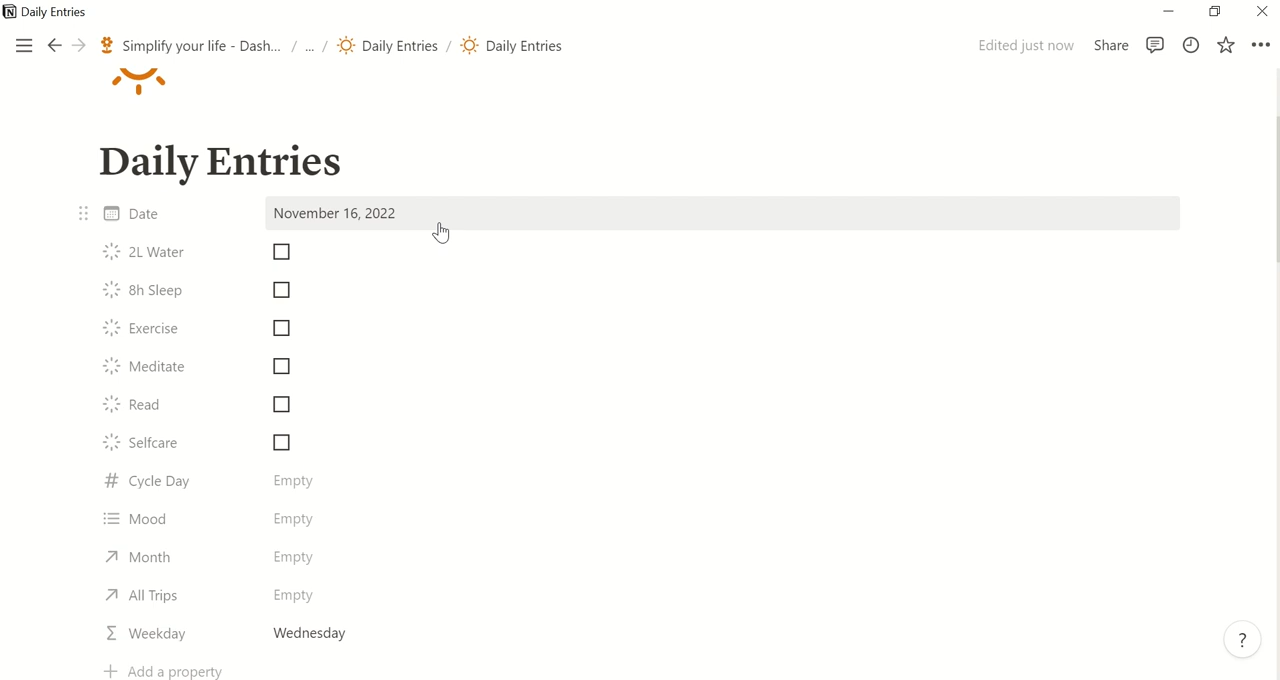 Daily Entries
Simplify your life - Dash... / ... / Daily Entries / Daily Entries
Edited just now Share
Daily Entries
Date November 16, 2022
2L Water
8h Sleep
Exercise
Meditate
Read
Selfcare
# Cycle Day Empty
Mood Empty
Month Empty
All Trips Empty
Σ Weekday Wednesday
+ Add a property
?